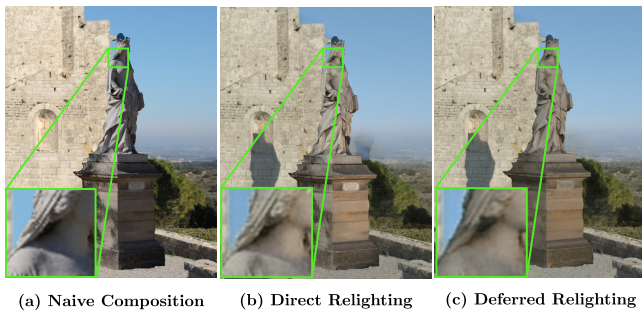 (a) Naive Composition
(b) Direct Relighting
(c) Deferred Relighting